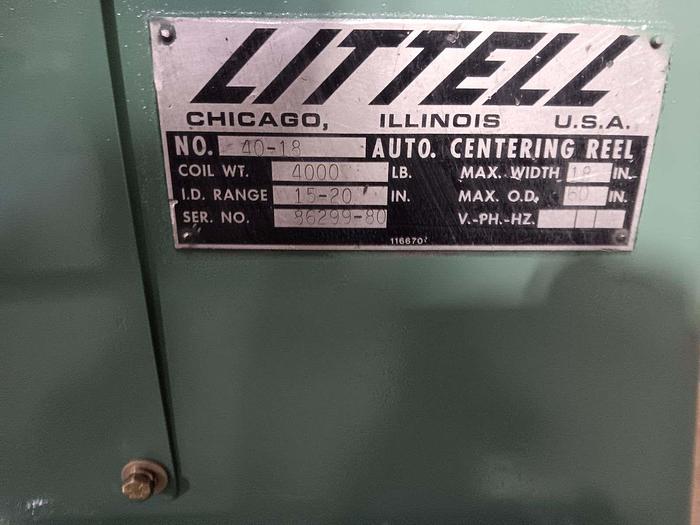 LITTELL
CHICAGO, ILLINOIS U.S.A.
NO. 40-18 AUTO. CENTERING REEL
COIL WT. 4000 LB. MAX. WIDTH 18 IN.
I.D. RANGE 15-20 IN. MAX. O.D. 60 IN.
SER. NO. 86299-80 V.-PH.-HZ.
116670